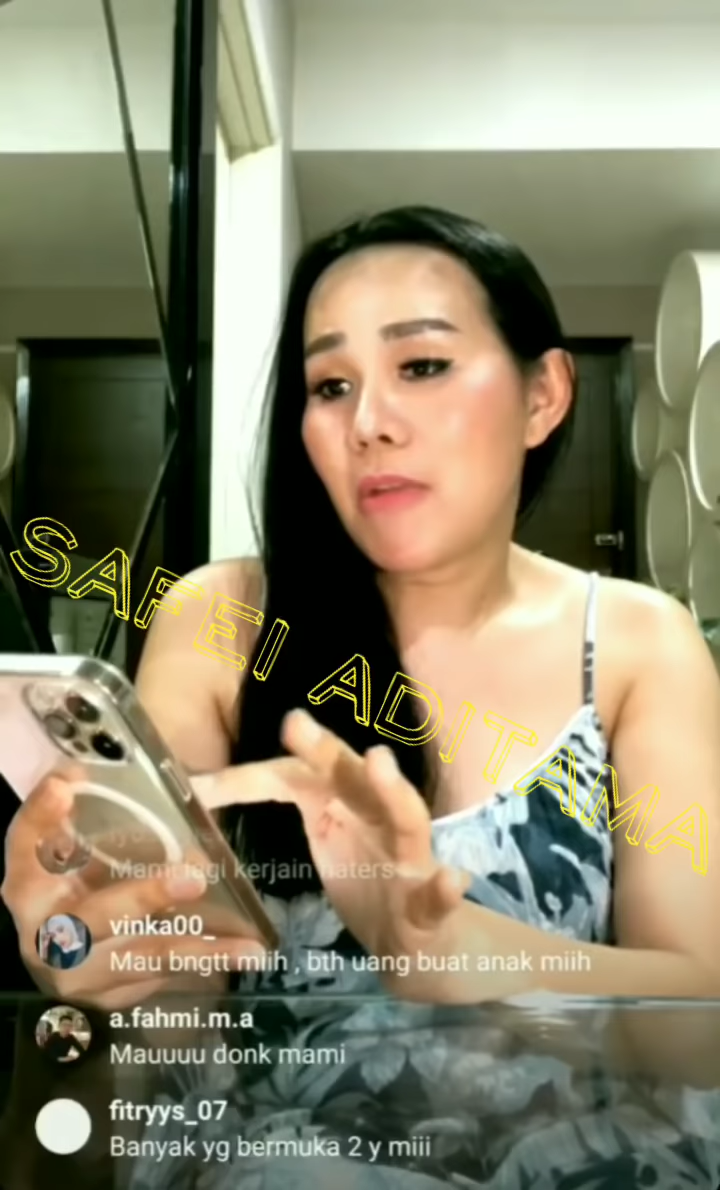 SAFEI ADITAMA
Mami lagi kerjain haters
vinka00_
Mau bngtt miih , bth uang buat anak miih
a.fahmi.m.a
Mauuuu donk mami
fitryys_07
Banyak yg bermuka 2 y miii